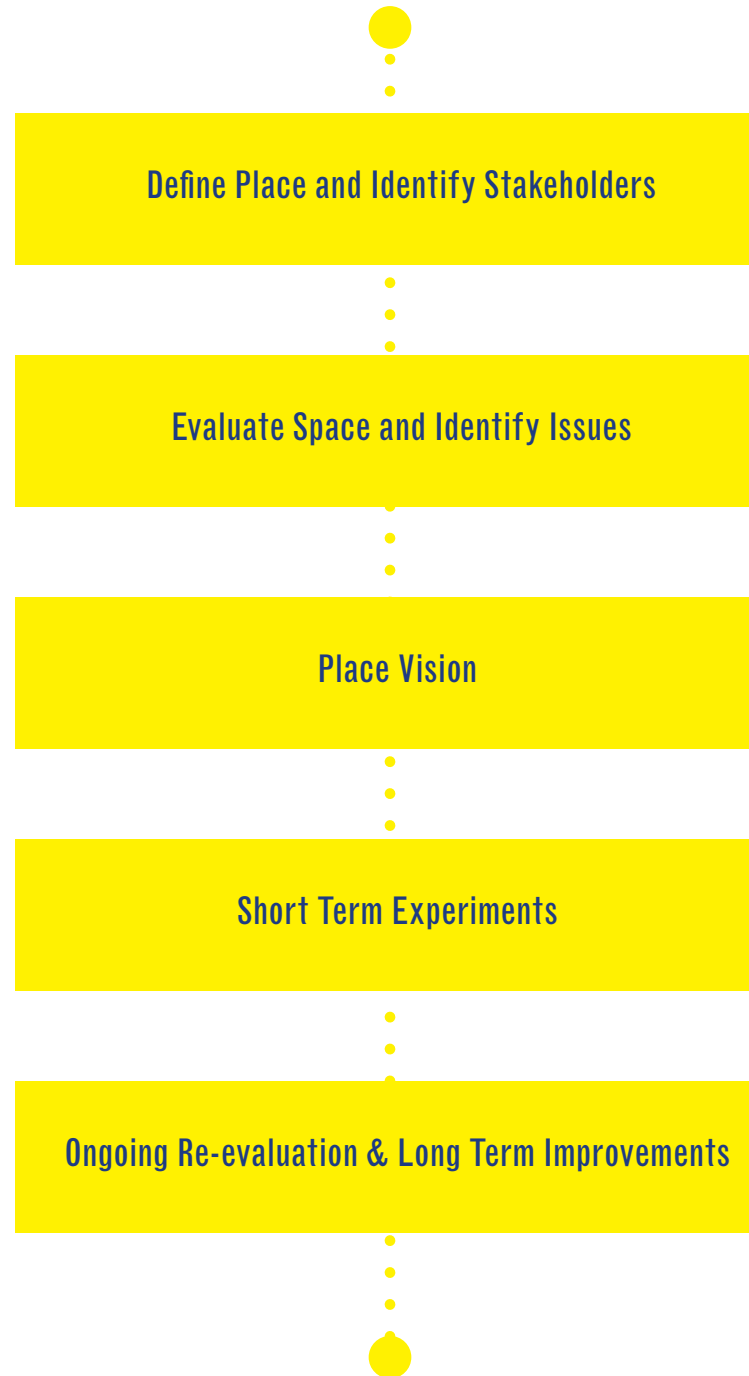 Define Place and Identify Stakeholders
Evaluate Space and Identify Issues
Place Vision
Short Term Experiments
Ongoing Re-evaluation & Long Term Improvements